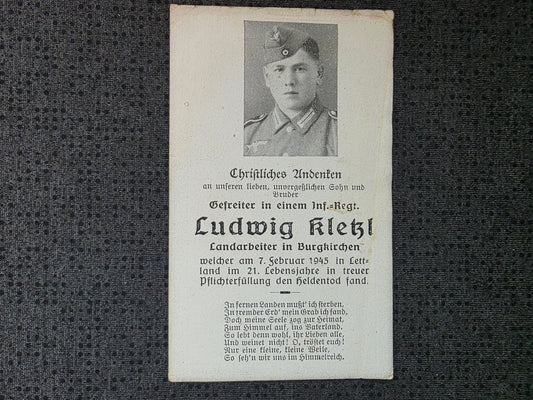 Christliches Andenken
an unseren lieben, unvergeßlichen Sohn und
Bruder
Gefreiter in einem Inf.-Regt.
Ludwig Kletzl
Landarbeiter in Burgkirchen
welcher am 7. Februar 1945 in Lett-
land im 21. Lebensjahre in treuer
Pflichterfüllung den Heldentod fand.
In fernen Landen mußt' ich sterben,
In fremder Erd' mein Grab ich fand,
Doch meine Seele zog zur Heimat,
Zum Himmel auf, ins Vaterland.
So lebt denn wohl, ihr Lieben alle,
Und weinet nicht! O, tröstet euch!
Nur eine kleine, kleine Weile,
So seh'n wir uns im Himmelreich.